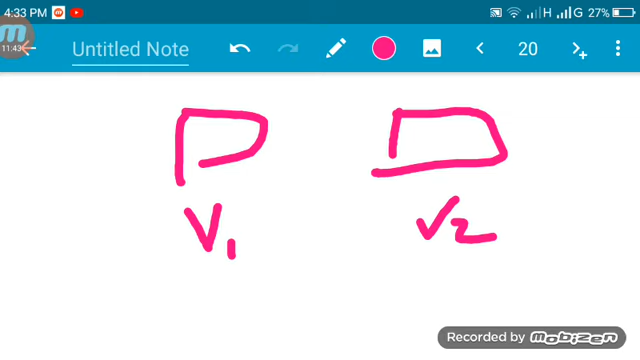 4:33 PM H G 27%
11:43 Untitled Note 20
V1 V2
Recorded by mobizen